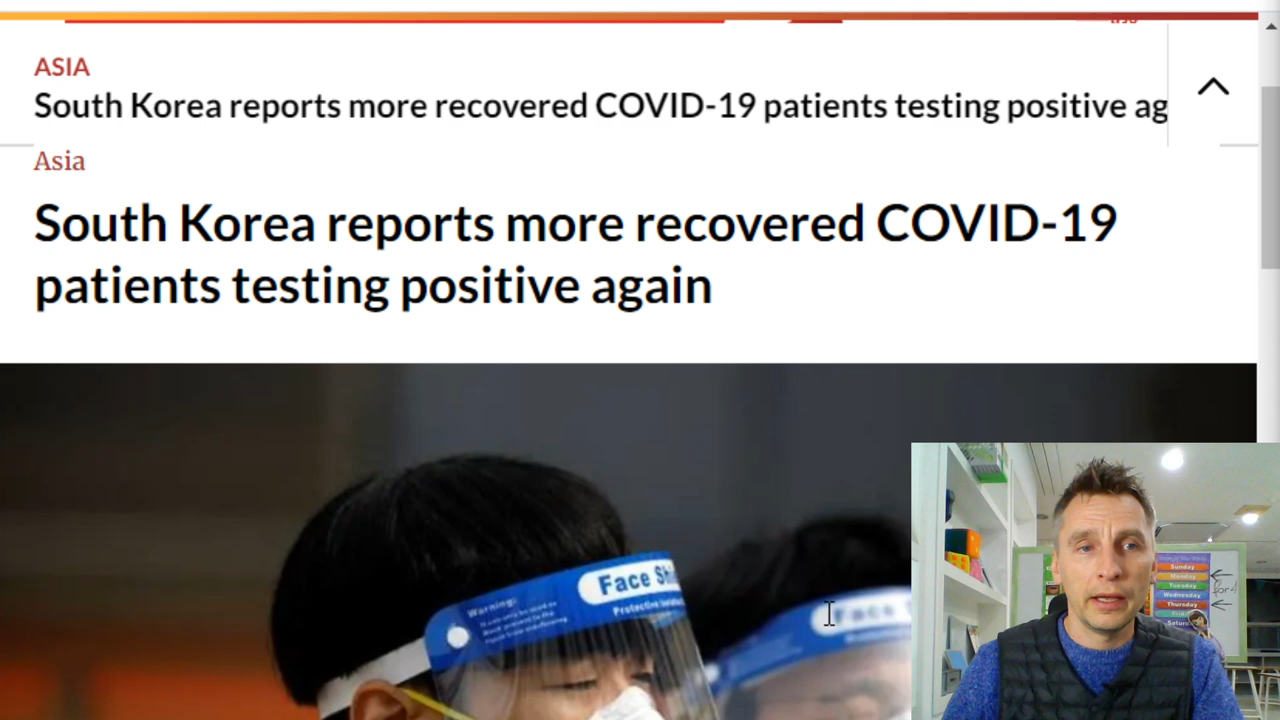 ASIA
South Korea reports more recovered COVID-19 patients testing positive ag
Asia
South Korea reports more recovered COVID-19
patients testing positive again
Face Sh
Warning:
Protective
Face
Sunday
Monday
Tuesday
Wednesday
Thursday